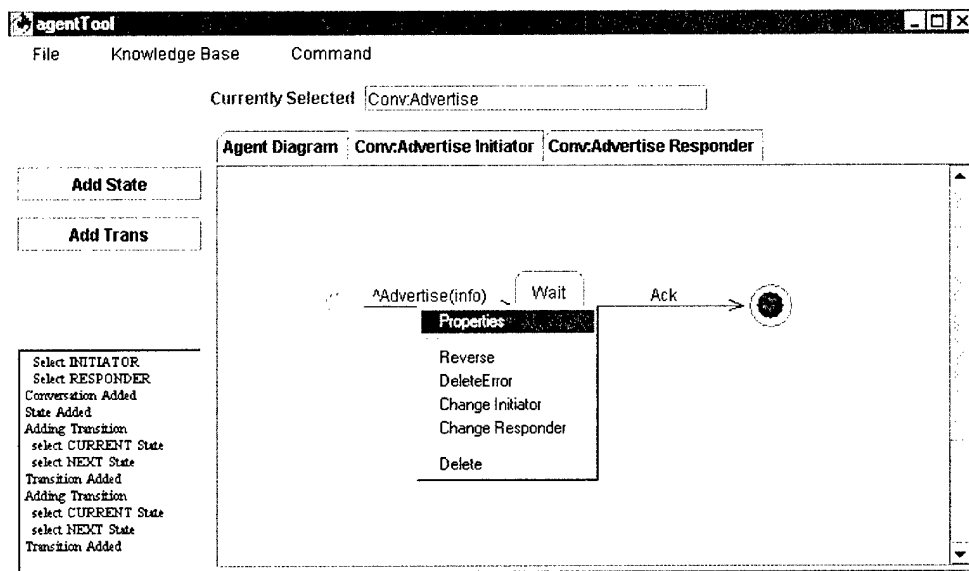 agentTool
File Knowledge Base Command
Currently Selected Conv:Advertise
Agent Diagram Conv:Advertise Initiator Conv:Advertise Responder
Add State
Add Trans
^Advertise(info) Wait Ack
Properties
Reverse
DeleteError
Change Initiator
Change Responder
Delete
Select INITIATOR
Select RESPONDER
Conversation Added
State Added
Adding Transition
select CURRENT State
select NEXT State
Transition Added
Adding Transition
select CURRENT State
select NEXT State
Transition Added